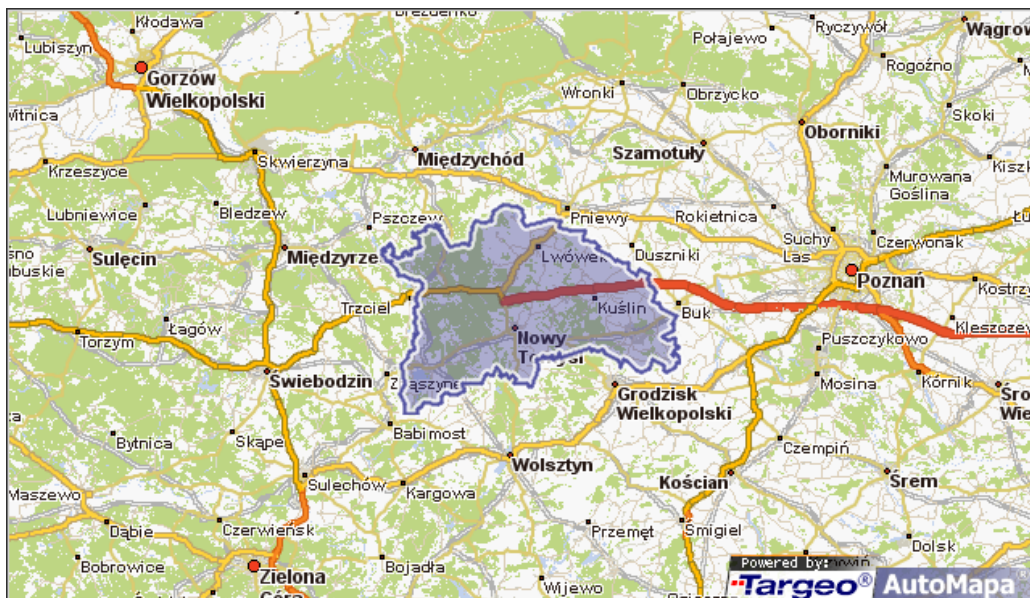 Kłodawa
Lubiszyn
Gorzów
Wielkopolski
Krzeszyce
Skwierzyna
Międzychód
Wronki
Obrzycko
Połajewo
Ryczywół
Rogoźno
Skoki
Oborniki
Szamotuły
Murowana
Goślina
Lubniewice
Bledzew
Pszczew
Pniewy
Rokietnica
Suchy
Las
Czerwonak
Sulęcin
Międzyrze
Lwówek
Duszniki
Poznań
Kostrzy
Trzciel
Kuślin
Buk
Kleszczew
Torzym
Łagów
Nowy
Puszczykowo
Świebodzin
Grodzisk
Wielkopolski
Mosina
Kórnik
Bytnica
Skąpe
Babimost
Czempiń
Wolsztyn
Sulechów
Kargowa
Kościan
Śrem
Maszewo
Dąbie
Czerwieńsk
Przemęt
Śmigiel
Dolsk
Bobrowice
Zielona
Góra
Bojadła
Wijewo
Powered by:
Targeo® AutoMapa®